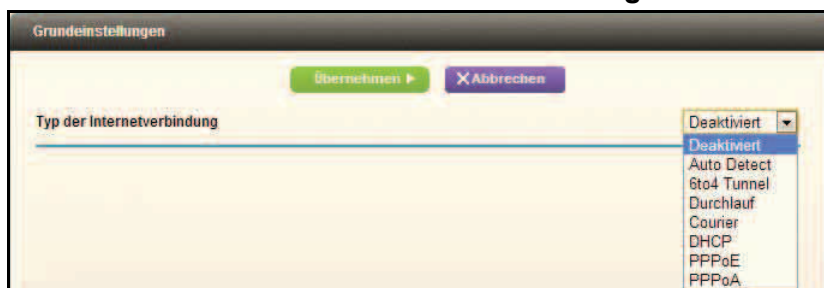 Grundeinstellungen
Übernehmen
Abbrechen
Typ der Internetverbindung Deaktiviert
Deaktiviert
Auto Detect
6to4 Tunnel
Durchlauf
Courier
DHCP
PPPoE
PPPoA